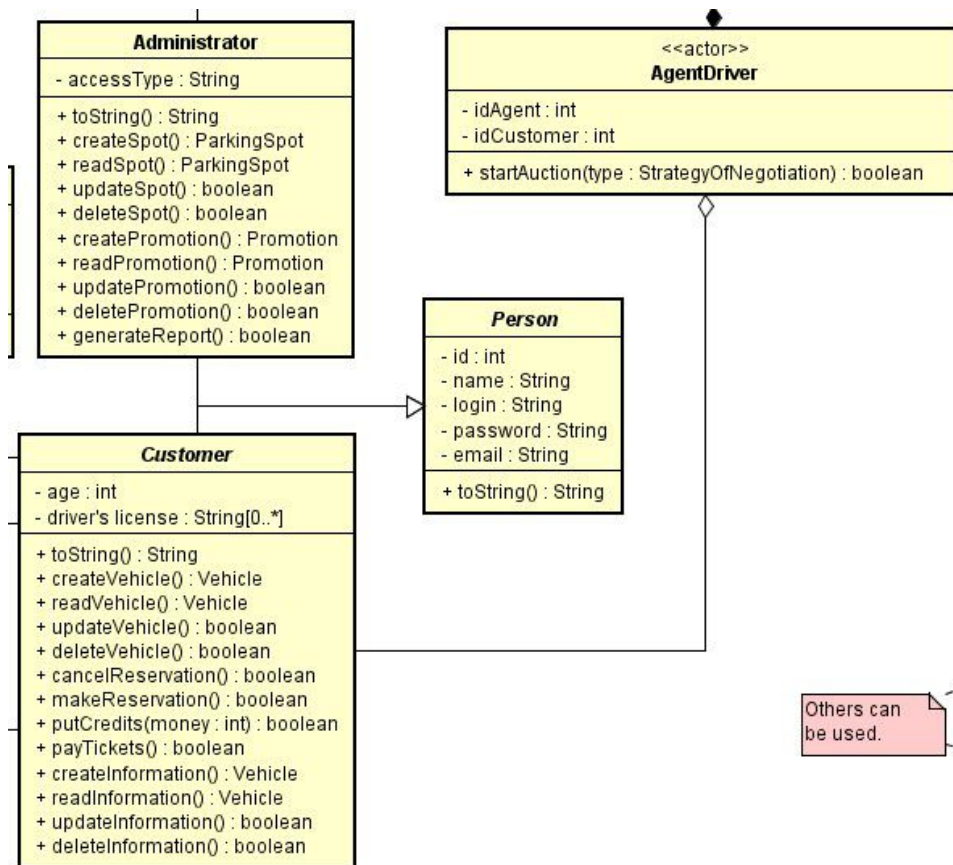 Administrator
- accessType : String
+ toString() : String
+ createSpot() : ParkingSpot
+ readSpot() : ParkingSpot
+ updateSpot() : boolean
+ deleteSpot() : boolean
+ createPromotion() : Promotion
+ readPromotion() : Promotion
+ updatePromotion() : boolean
+ deletePromotion() : boolean
+ generateReport() : boolean
<<actor>>
AgentDriver
- idAgent : int
- idCustomer : int
+ startAuction(type : StrategyOfNegotiation) : boolean
Person
- id : int
- name : String
- login : String
- password : String
- email : String
+ toString() : String
Customer
- age : int
- driver's license : String[0..*]
+ toString() : String
+ createVehicle() : Vehicle
+ readVehicle() : Vehicle
+ updateVehicle() : boolean
+ deleteVehicle() : boolean
+ cancelReservation() : boolean
+ makeReservation() : boolean
+ putCredits(money : int) : boolean
+ payTickets() : boolean
+ createInformation() : Vehicle
+ readInformation() : Vehicle
+ updateInformation() : boolean
+ deleteInformation() : boolean
Others can
be used.